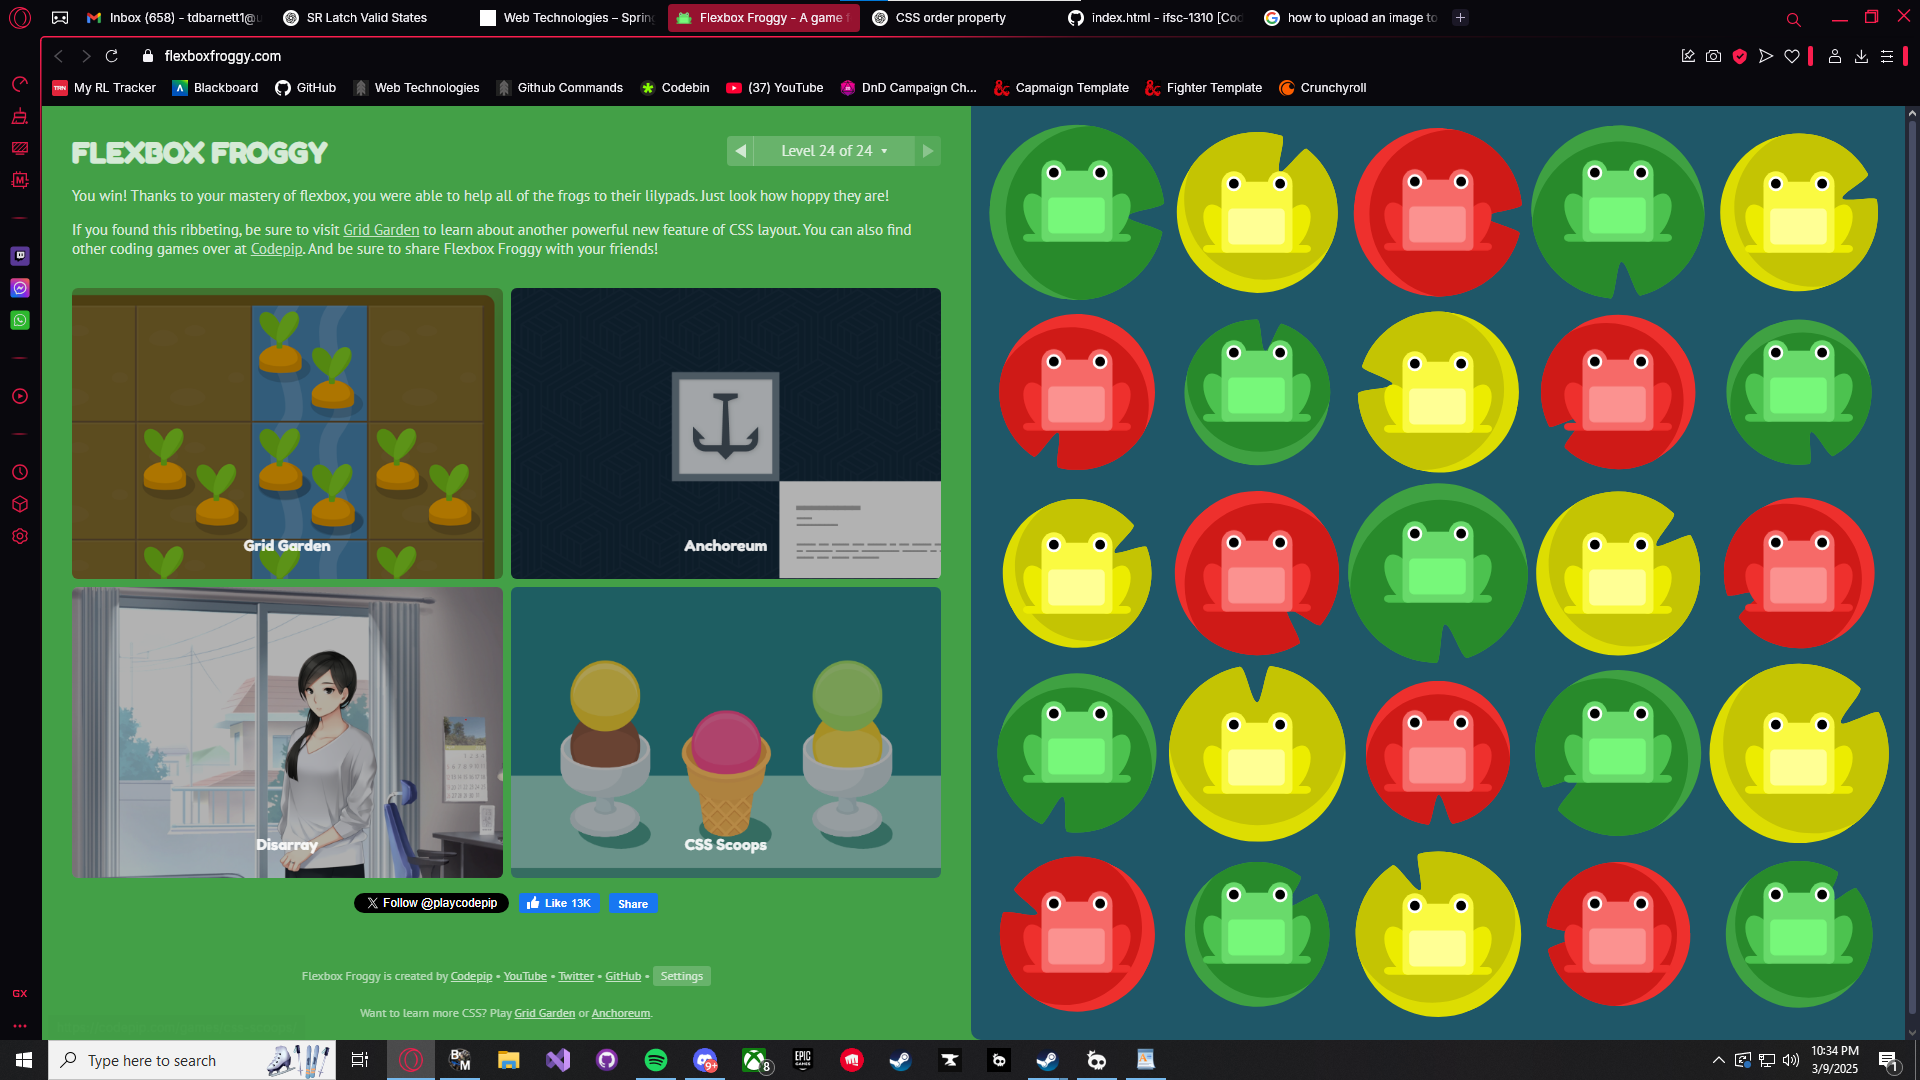 Inbox (658) - tdbarnett1@u
SR Latch Valid States
Web Technologies – Spring
Flexbox Froggy - A game f
CSS order property
index.html - ifsc-1310 [Cod
how to upload an image to
flexboxfroggy.com
My RL Tracker
Blackboard
GitHub
Web Technologies
Github Commands
Codebin
(37) YouTube
DnD Campaign Ch...
Capmaign Template
Fighter Template
Crunchyroll
FLEXBOX FROGGY
Level 24 of 24
You win! Thanks to your mastery of flexbox, you were able to help all of the frogs to their lilypads. Just look how hoppy they are!
If you found this ribbeting, be sure to visit Grid Garden to learn about another powerful new feature of CSS layout. You can also find
other coding games over at Codepip. And be sure to share Flexbox Froggy with your friends!
Grid Garden
Anchoreum
Disarray
CSS Scoops
Follow @playcodepip
Like 13K
Share
Flexbox Froggy is created by Codepip • YouTube • Twitter • GitHub • Settings
Want to learn more CSS? Play Grid Garden or Anchoreum.
GX
Type here to search
9+
8
EPIC GAMES
10:34 PM
3/9/2025
1